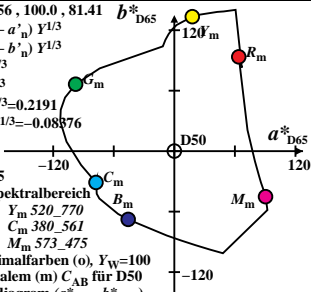 56 , 100.0 , 81.41
b*D65
a'n) Y1/3
b'n) Y1/3
1/3
=0.2191
1/3=−0.08376
120
Ym
Rm
Gm
D50
a*D65
−120
120
Cm
Bm
Mm
pektralbereich
Ym 520_770
Cm 380_561
Mm 573_475
imalfarben (o), YW=100
alem (m) CAB für D50
−120